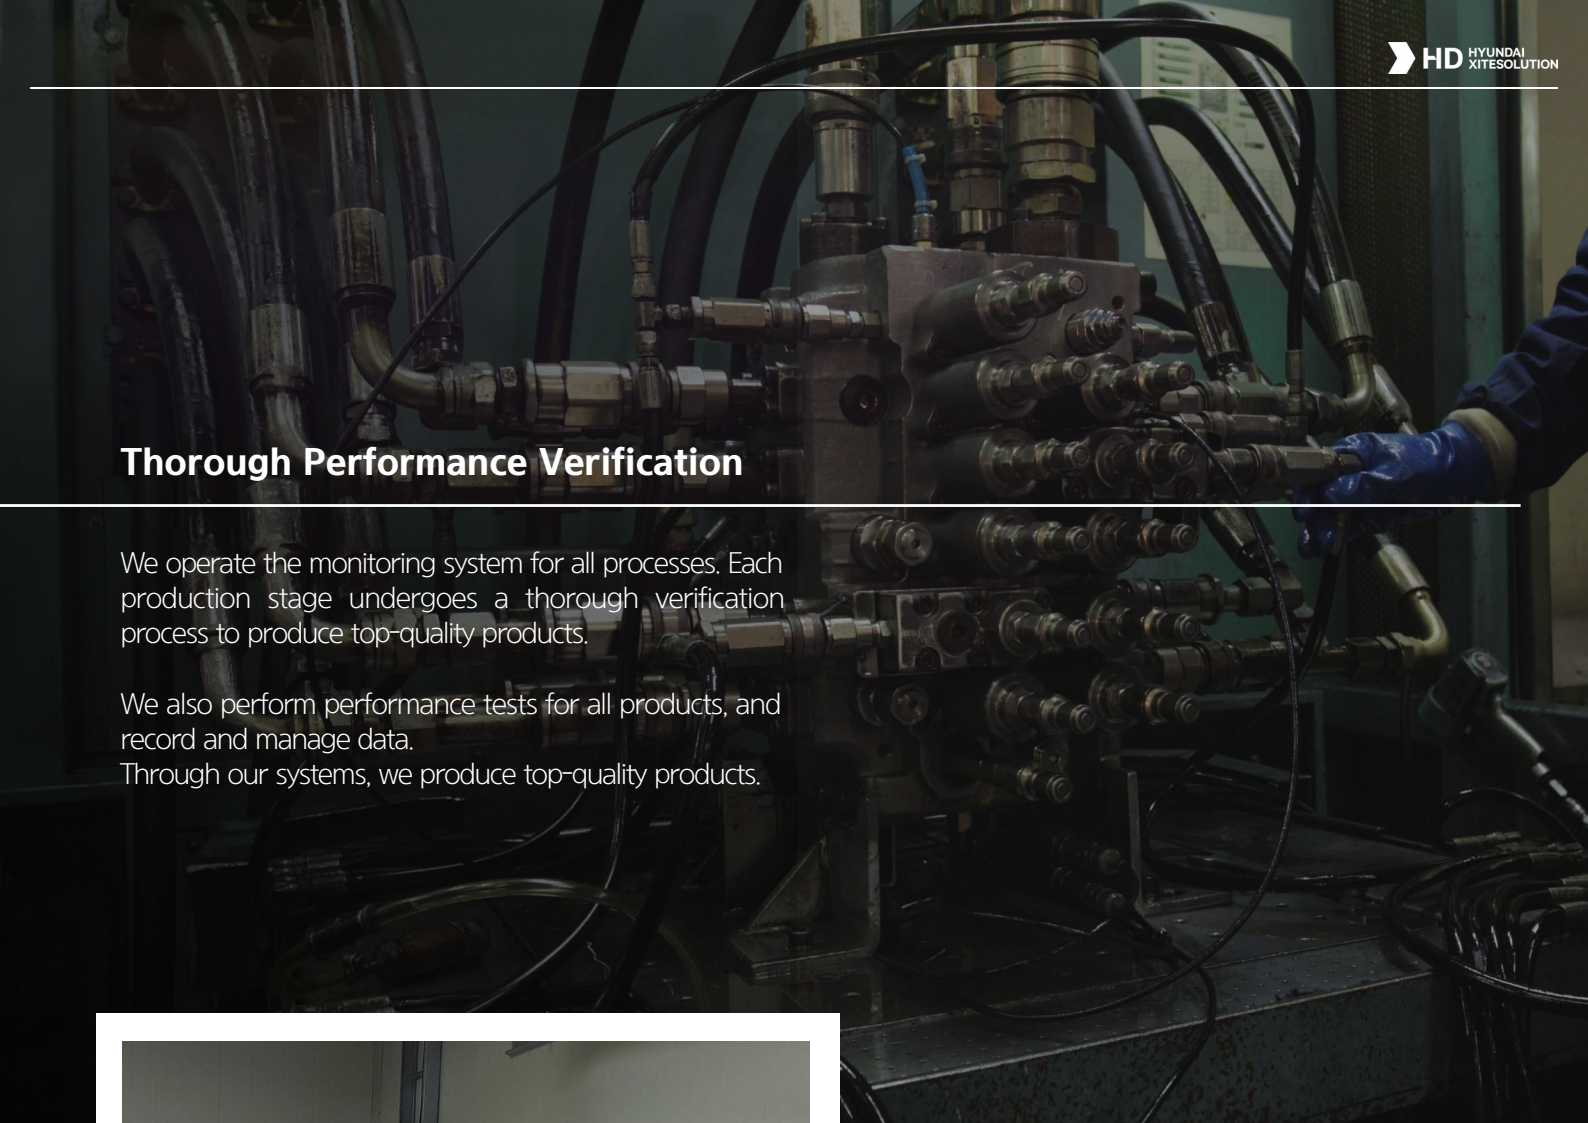 HD HYUNDAI
XITESOLUTION
Thorough Performance Verification
We operate the monitoring system for all processes. Each
production stage undergoes a thorough verification
process to produce top-quality products.
We also perform performance tests for all products, and
record and manage data.
Through our systems, we produce top-quality products.